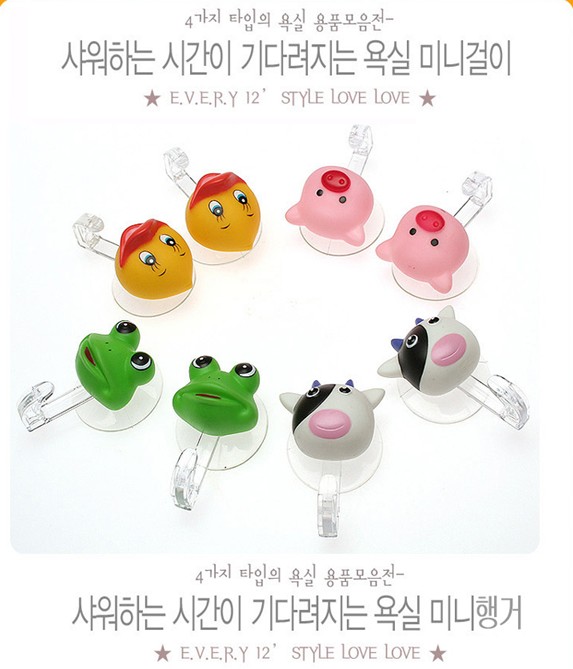 4가지 타입의 욕실 용품모음전-
샤워하는 시간이 기다려지는 욕실 미니걸이
★ E.V.E.R.Y 12' STYLE LOVE LOVE ★
4가지 타입의 욕실 용품모음전-
샤워하는 시간이 기다려지는 욕실 미니행거
★ E.V.E.R.Y 12' STYLE LOVE LOVE ★